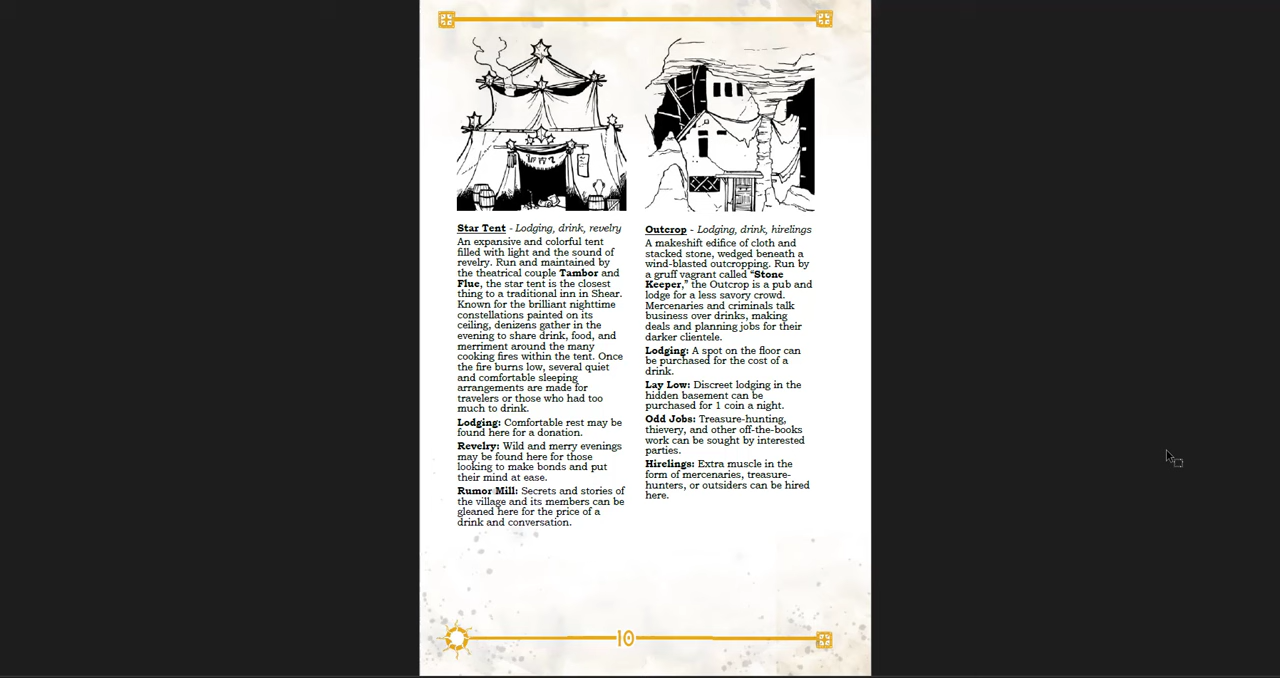 Star Tent - Lodging, drink, revelry
An expansive and colorful tent
filled with light and the sound of
revelry. Run and maintained by
the theatrical couple Tambor and
Flue, the star tent is the closest
thing to a traditional inn in Shear.
Known for the brilliant nighttime
constellations painted on its
ceiling, denizens gather in the
evening to share drink, food, and
merriment around the many
cooking fires within the tent. Once
the fire burns low, several quiet
and comfortable sleeping
arrangements are made for
travelers or those who had too
much to drink.
Lodging: Comfortable rest may be
found here for a donation.
Revelry: Wild and merry evenings
may be found here for those
looking to make bonds and put
their mind at ease.
Rumor Mill: Secrets and stories of
the village and its members can be
gleaned here for the price of a
drink and conversation.
Outcrop - Lodging, drink, hirelings
A makeshift edifice of cloth and
stacked stone, wedged beneath a
wind-blasted outcropping. Run by
a gruff vagrant called “Stone
Keeper,” the Outcrop is a pub and
lodge for a less savory crowd.
Mercenaries and criminals talk
business over drinks, making
deals and planning jobs for their
darker clientele.
Lodging: A spot on the floor can
be purchased for the cost of a
drink.
Lay Low: Discreet lodging in the
hidden basement can be
purchased for 1 coin a night.
Odd Jobs: Treasure-hunting,
thievery, and other off-the-books
work can be sought by interested
parties.
Hirelings: Extra muscle in the
form of mercenaries, treasure-
hunters, or outsiders can be hired
here.
10